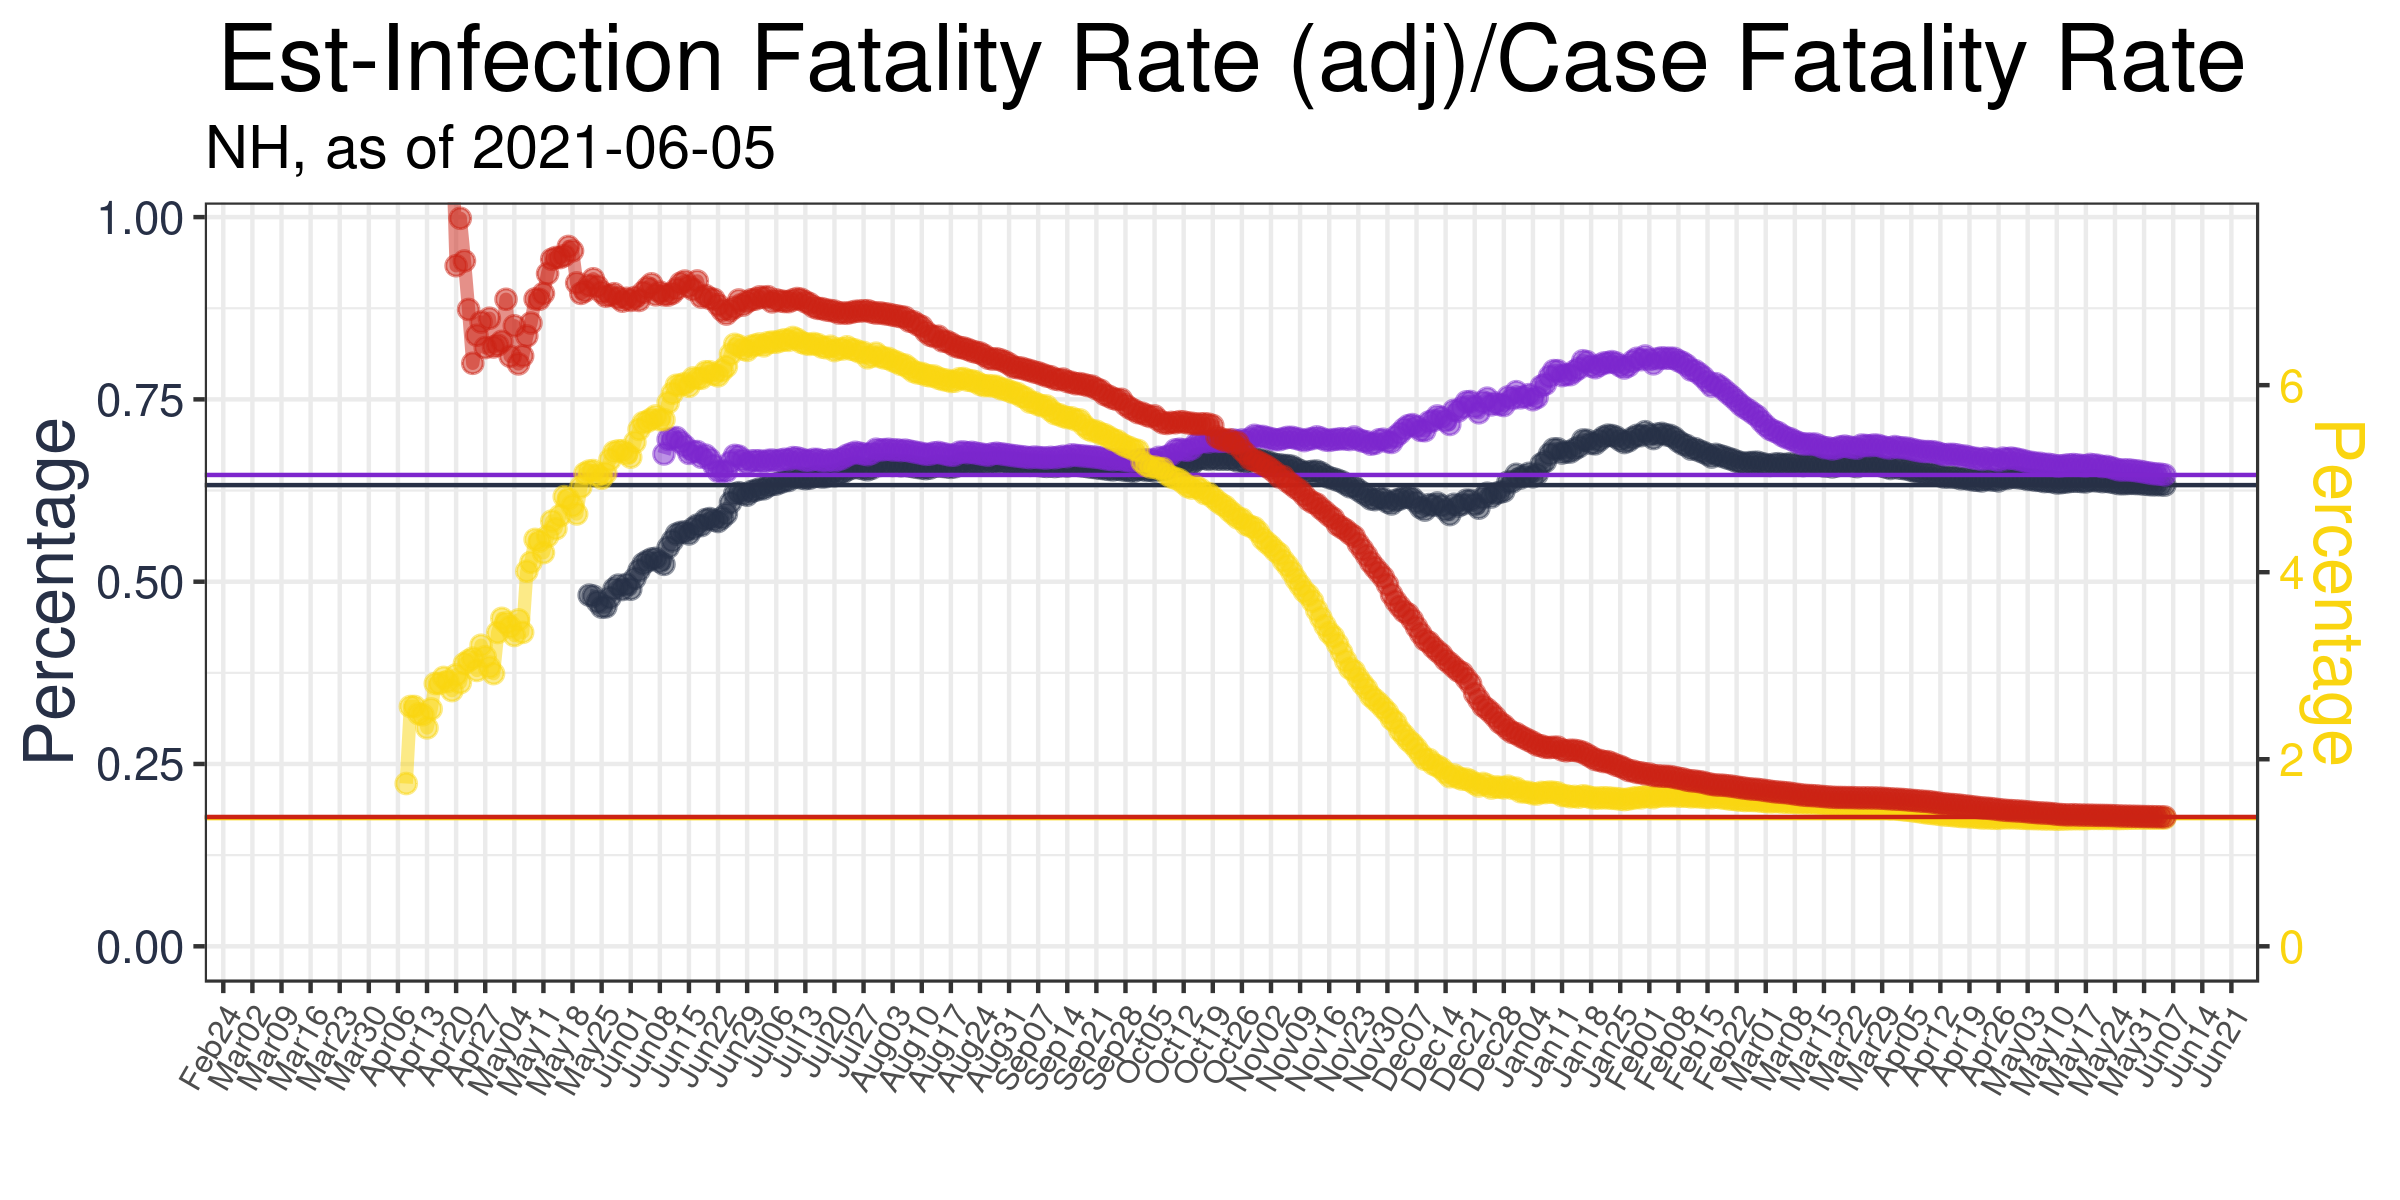 Est-Infection Fatality Rate (adj)/Case Fatality Rate
NH, as of 2021-06-05
Percentage
1.00
0.75
0.50
0.25
0.00
6
4
2
0
Percentage
Feb24
Mar02
Mar09
Mar16
Mar23
Mar30
Apr06
Apr13
Apr20
Apr27
May04
May11
May18
May25
Jun01
Jun08
Jun15
Jun22
Jun29
Jul06
Jul13
Jul20
Jul27
Aug03
Aug10
Aug17
Aug24
Aug31
Sep07
Sep14
Sep21
Sep28
Oct05
Oct12
Oct19
Oct26
Nov02
Nov09
Nov16
Nov23
Nov30
Dec07
Dec14
Dec21
Dec28
Jan04
Jan11
Jan18
Jan25
Feb01
Feb08
Feb15
Feb22
Mar01
Mar08
Mar15
Mar22
Mar29
Apr05
Apr12
Apr19
Apr26
May03
May10
May17
May24
May31
Jun07
Jun14
Jun21